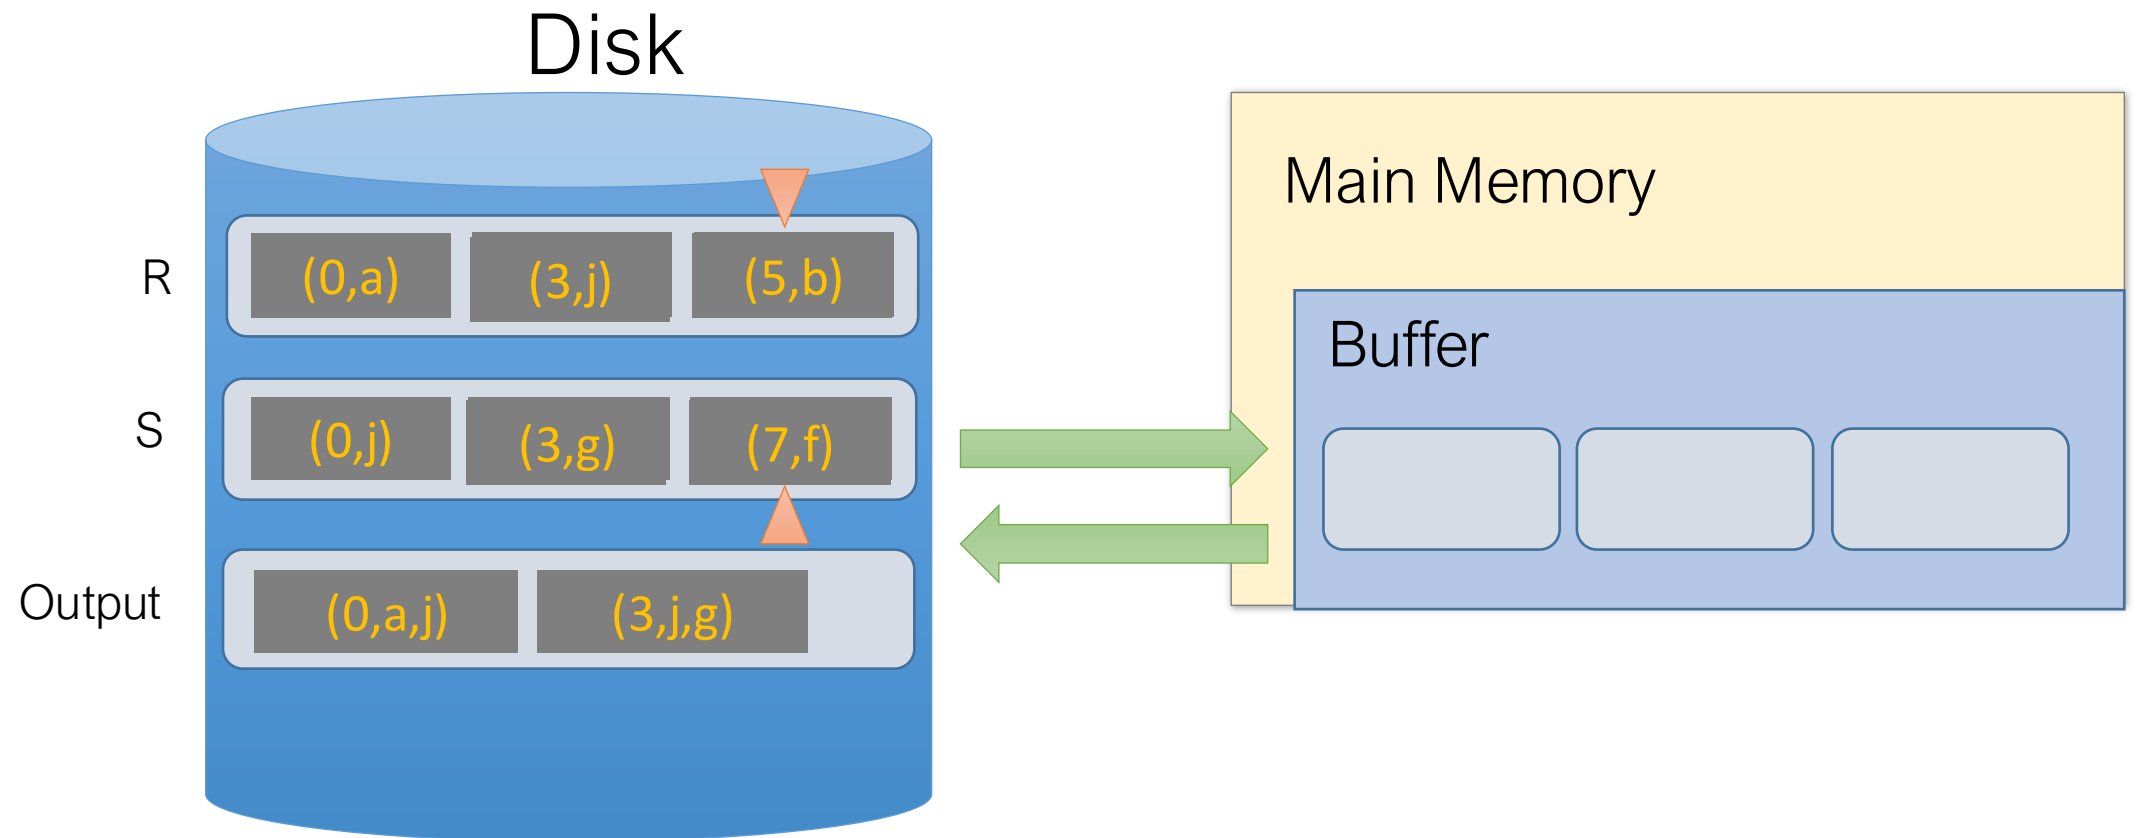 Disk
Main Memory
R
(0,a) (3,j) (5,b)
Buffer
S
(0,j) (3,g) (7,f)
Output
(0,a,j) (3,j,g)